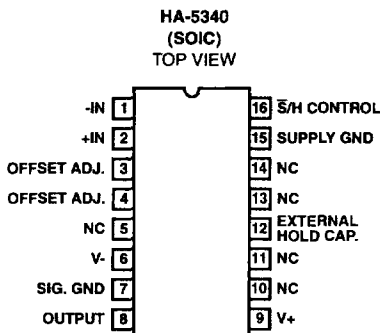 HA-5340
(SOIC)
TOP VIEW
-IN 1
+IN 2
OFFSET ADJ. 3
OFFSET ADJ. 4
NC 5
V- 6
SIG. GND 7
OUTPUT 8
16 S̅/H CONTROL
15 SUPPLY GND
14 NC
13 NC
12 EXTERNAL
HOLD CAP.
11 NC
10 NC
9 V+